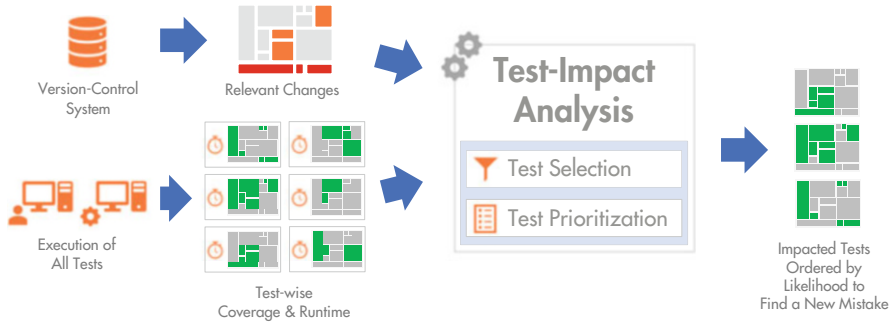 Version-Control
System
Relevant Changes
Execution of
All Tests
Test-wise
Coverage & Runtime
Test-Impact
Analysis
Test Selection
Test Prioritization
Impacted Tests
Ordered by
Likelihood to
Find a New Mistake